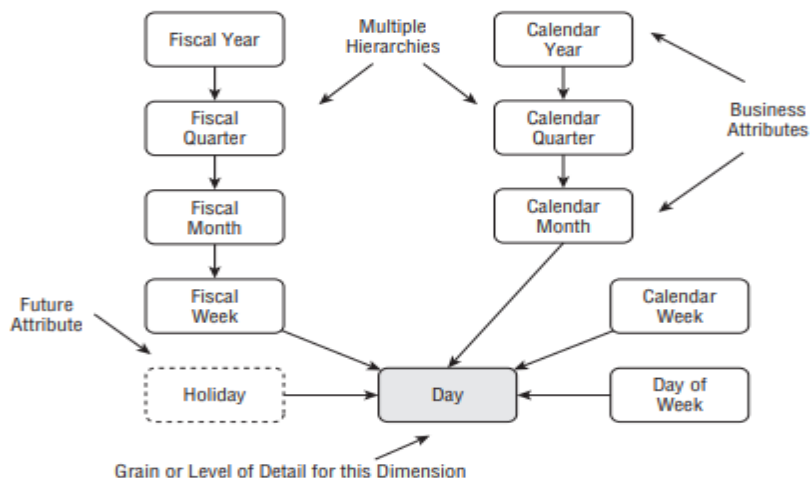 Fiscal Year
Multiple
Hierarchies
Calendar
Year
Fiscal
Quarter
Calendar
Quarter
Business
Attributes
Fiscal
Month
Calendar
Month
Future
Attribute
Fiscal
Week
Calendar
Week
Holiday
Day
Day of
Week
Grain or Level of Detail for this Dimension